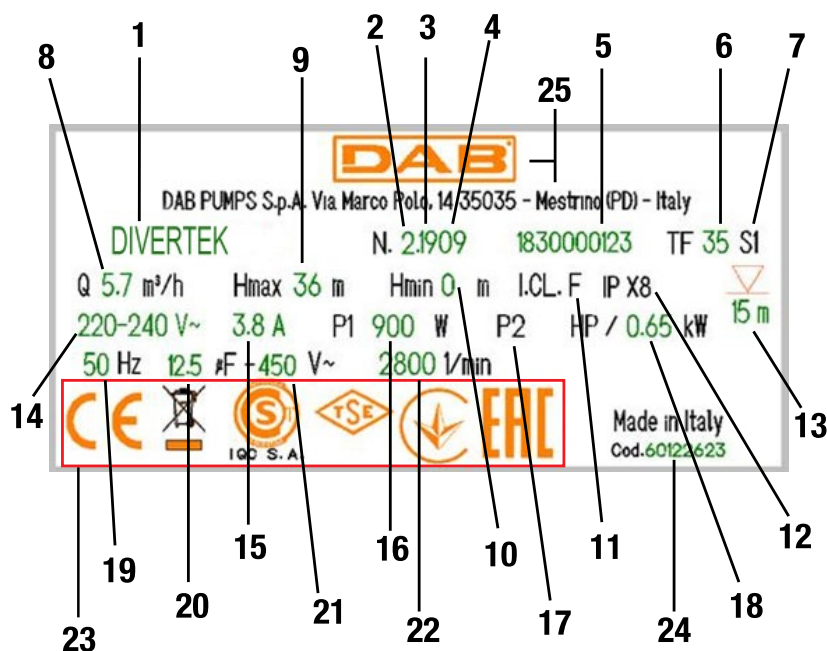 1 2 3 4 5 6 7
8 9 25
DAB
DAB PUMPS S.p.A. Via Marco Polo, 14 35035 - Mestrino (PD) - Italy
DIVERTEK N. 2.1909 1830000123 TF 35 S1
Q 5.7 m³/h Hmax 36 m Hmin 0 m I.CL. F IP X8
15 m
220-240 V~ 3.8 A P1 900 W P2 HP / 0.65 kW
50 Hz 12.5 µF - 450 V~ 2800 1/min
CE S TSE EAC
IQC S.A.
Made in Italy
Cod.60122623
14 13
19 20 15 21 16 22 10 17 11 18 12
23 24